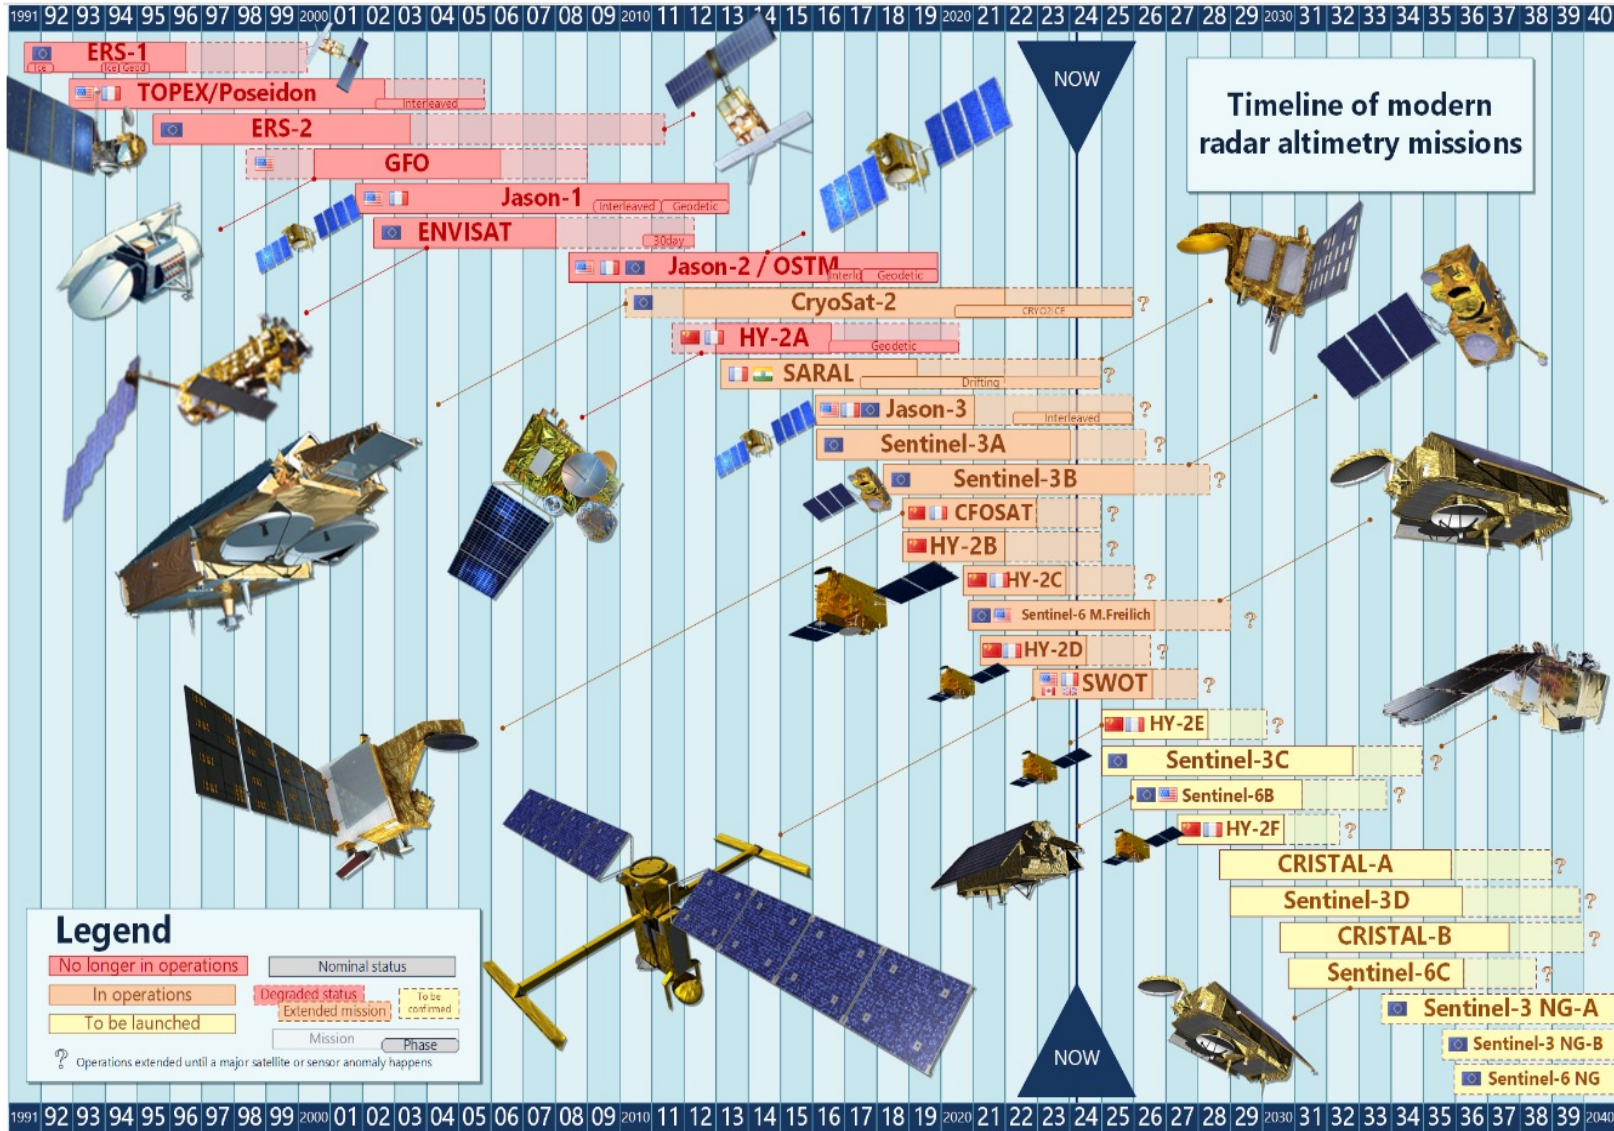 1991 92 93 94 95 96 97 98 99 2000 01 02 03 04 05 06 07 08 09 2010 11 12 13 14 15 16 17 18 19 2020 21 22 23 24 25 26 27 28 29 2030 31 32 33 34 35 36 37 38 39 40
NOW
Timeline of modern
radar altimetry missions
ERS-1
Ice Ice Geod
TOPEX/Poseidon
Interleaved
ERS-2
GFO
Jason-1
Interleaved Geodetic
ENVISAT
30day
Jason-2 / OSTM
Interld Geodetic
CryoSat-2 ?
CRYO2ICE
HY-2A
Geodetic
SARAL ?
Drifting
Jason-3 ?
Interleaved
Sentinel-3A ?
Sentinel-3B ?
CFOSAT ?
HY-2B ?
HY-2C ?
Sentinel-6 M.Freilich ?
HY-2D ?
SWOT ?
HY-2E ?
Sentinel-3C ?
Sentinel-6B ?
HY-2F ?
CRISTAL-A ?
Sentinel-3D ?
CRISTAL-B ?
Sentinel-6C ?
Sentinel-3 NG-A
Sentinel-3 NG-B
Sentinel-6 NG
Legend
No longer in operations
In operations
To be launched
Nominal status
Degraded status
Extended mission
To be
confirmed
Mission
Phase
? Operations extended until a major satellite or sensor anomaly happens
NOW
1991 92 93 94 95 96 97 98 99 2000 01 02 03 04 05 06 07 08 09 2010 11 12 13 14 15 16 17 18 19 2020 21 22 23 24 25 26 27 28 29 2030 31 32 33 34 35 36 37 38 39 2040